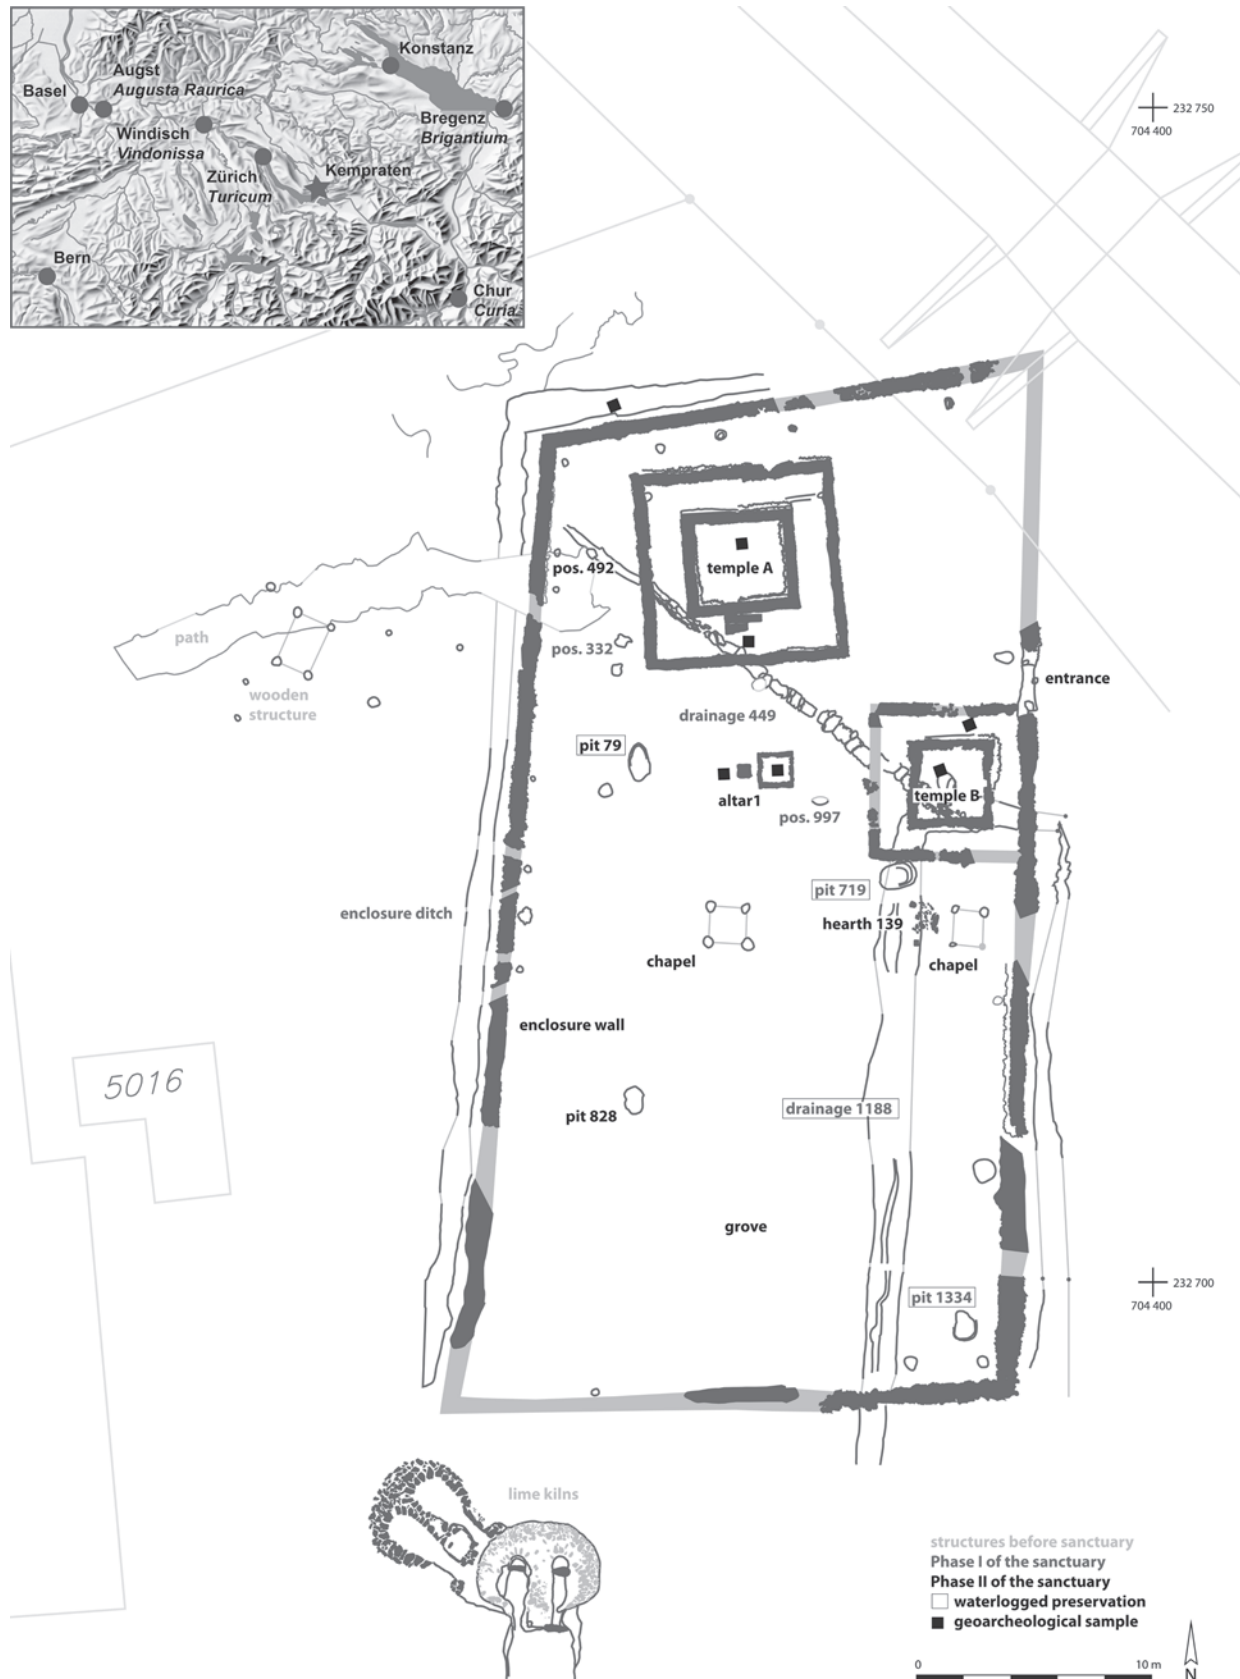 Konstanz
Augst
Augusta Raurica
Basel
Bregenz
Brigantium
Windisch
Vindonissa
Kempraten
Zürich
Turicum
Bern
Chur
Curia
232 750
704 400
pos. 492
temple A
path
pos. 332
entrance
wooden
structure
drainage 449
pit 79
temple B
altar1
pos. 997
pit 719
enclosure ditch
hearth 139
chapel
chapel
enclosure wall
5016
drainage 1188
pit 828
grove
232 700
704 400
pit 1334
lime kilns
structures before sanctuary
Phase I of the sanctuary
Phase II of the sanctuary
waterlogged preservation
geoarcheological sample
0 10 m
N